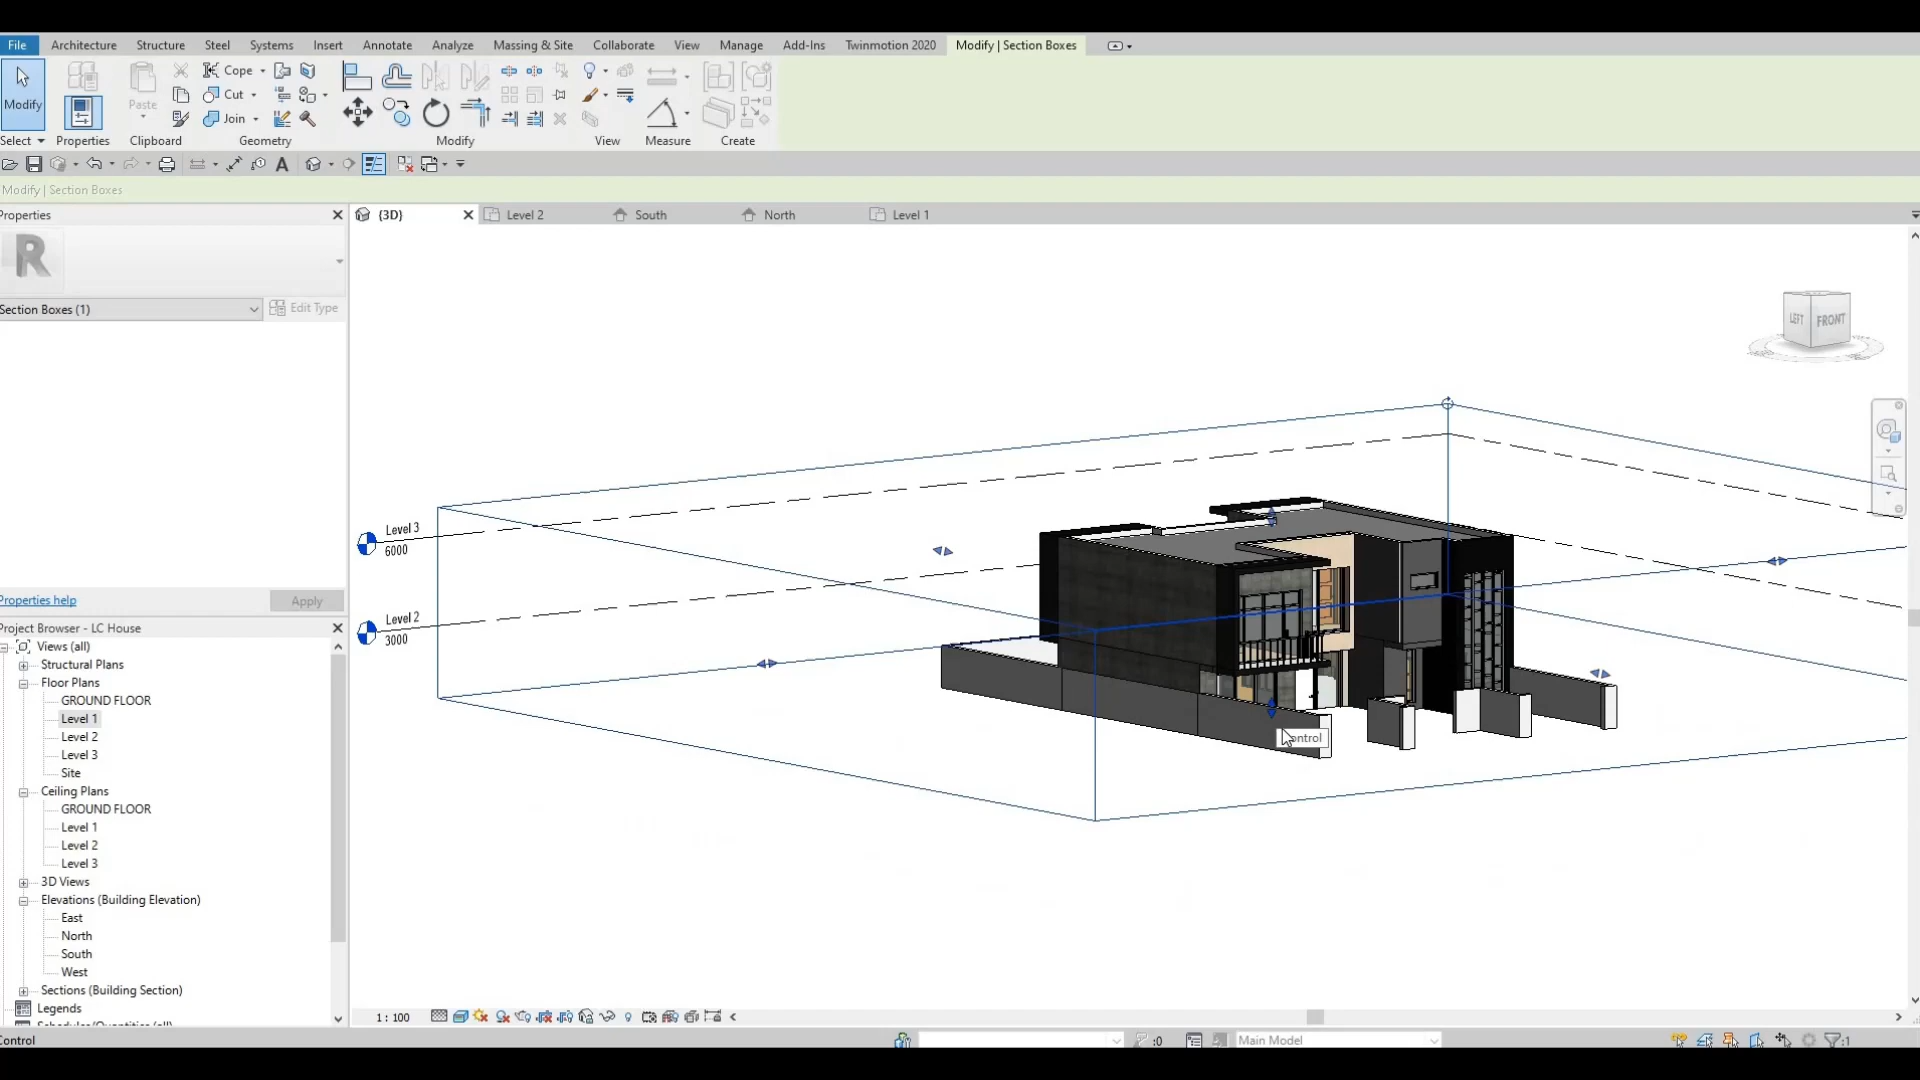 File Architecture Structure Steel Systems Insert Annotate Analyze Massing & Site Collaborate View Manage Add-Ins Twinmotion 2020 Modify | Section Boxes
Modify
Paste
Cope
Cut
Join
Select Properties Clipboard Geometry Modify View Measure Create
A
Modify | Section Boxes
Properties
{3D} Level 2 South North Level 1
R
Section Boxes (1) Edit Type
LEFT FRONT
Level 3
6000
Level 2
3000
Properties help Apply
Project Browser - LC House
Views (all)
Structural Plans
Floor Plans
GROUND FLOOR
Level 1
Level 2
Level 3
Site
Ceiling Plans
GROUND FLOOR
Level 1
Level 2
Level 3
3D Views
Elevations (Building Elevation)
East
North
South
West
Sections (Building Section)
Legends
Schedules/Quantities (all)
ontrol
1 : 100
Control :0 Main Model :1